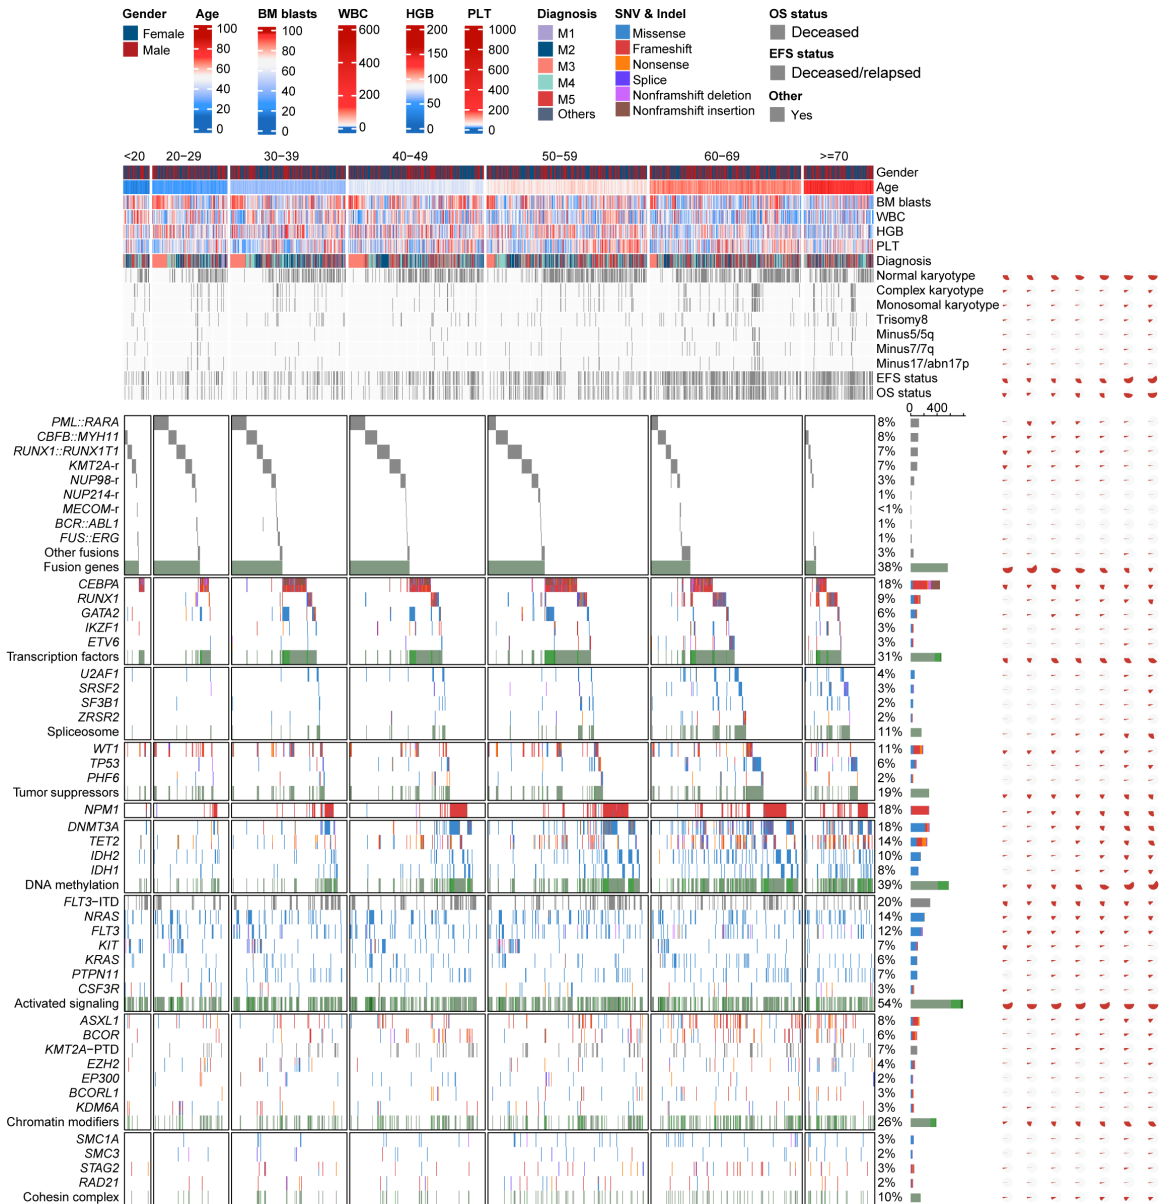 Gender Age BM blasts WBC HGB PLT Diagnosis SNV & Indel OS status
Female 100 100 600 200 1000 M1 Missense Deceased
Male 80 80 400 150 800 M2 Frameshift EFS status
60 60 200 100 600 M3 Nonsense Deceased/relapsed
40 40 0 50 400 M4 Splice Other
20 20 0 200 M5 Nonframshift deletion Yes
0 0 0 Others Nonframshift insertion
<20 20−29 30−39 40−49 50−59 60−69 >=70
Gender
Age
BM blasts
WBC
HGB
PLT
Diagnosis
Normal karyotype
Complex karyotype
Monosomal karyotype
Trisomy8
Minus5/5q
Minus7/7q
Minus17/abn17p
EFS status
OS status
0 400
PML::RARA 8%
CBFB::MYH11 8%
RUNX1::RUNX1T1 7%
KMT2A-r 7%
NUP98-r 3%
NUP214-r 1%
MECOM-r <1%
BCR::ABL1 1%
FUS::ERG 1%
Other fusions 3%
Fusion genes 38%
CEBPA 18%
RUNX1 9%
GATA2 6%
IKZF1 3%
ETV6 3%
Transcription factors 31%
U2AF1 4%
SRSF2 3%
SF3B1 2%
ZRSR2 2%
Spliceosome 11%
WT1 11%
TP53 6%
PHF6 2%
Tumor suppressors 19%
NPM1 18%
DNMT3A 18%
TET2 14%
IDH2 10%
IDH1 8%
DNA methylation 39%
FLT3−ITD 20%
NRAS 14%
FLT3 12%
KIT 7%
KRAS 6%
PTPN11 7%
CSF3R 3%
Activated signaling 54%
ASXL1 8%
BCOR 6%
KMT2A−PTD 7%
EZH2 4%
EP300 2%
BCORL1 3%
KDM6A 3%
Chromatin modifiers 26%
SMC1A 3%
SMC3 2%
STAG2 3%
RAD21 2%
Cohesin complex 10%